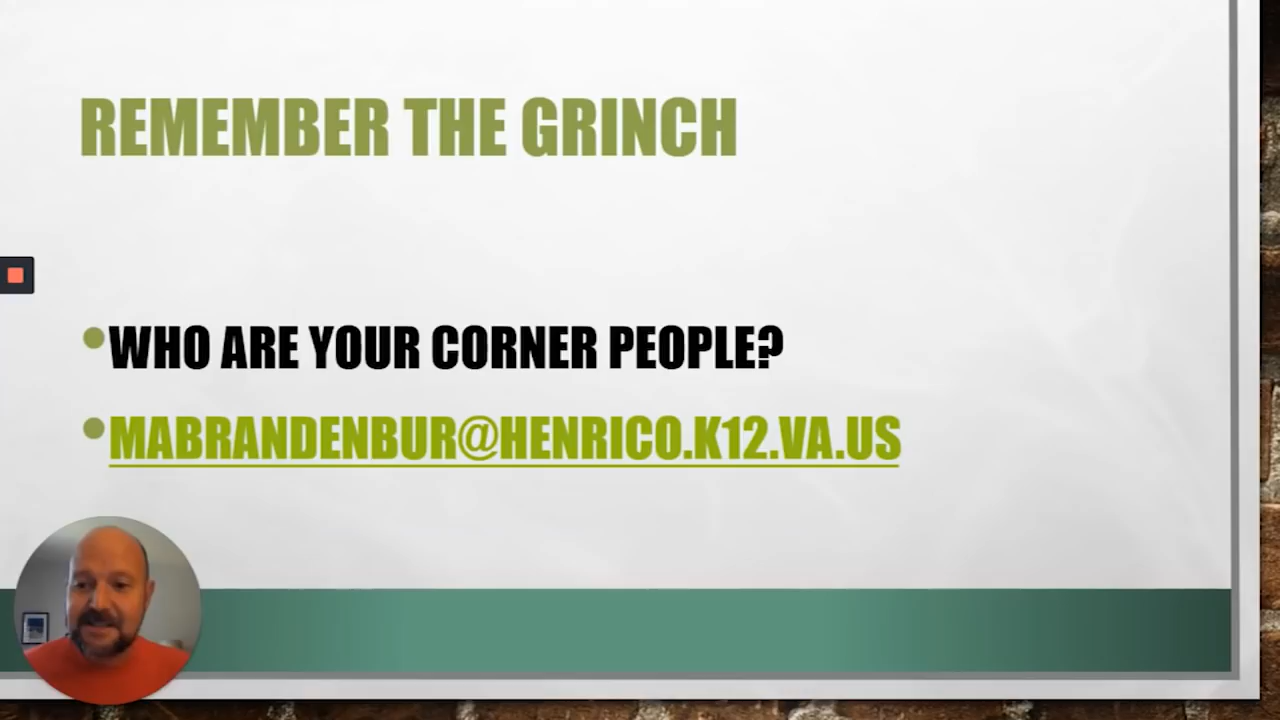 REMEMBER THE GRINCH
WHO ARE YOUR CORNER PEOPLE?
MABRANDENBUR@HENRICO.K12.VA.US